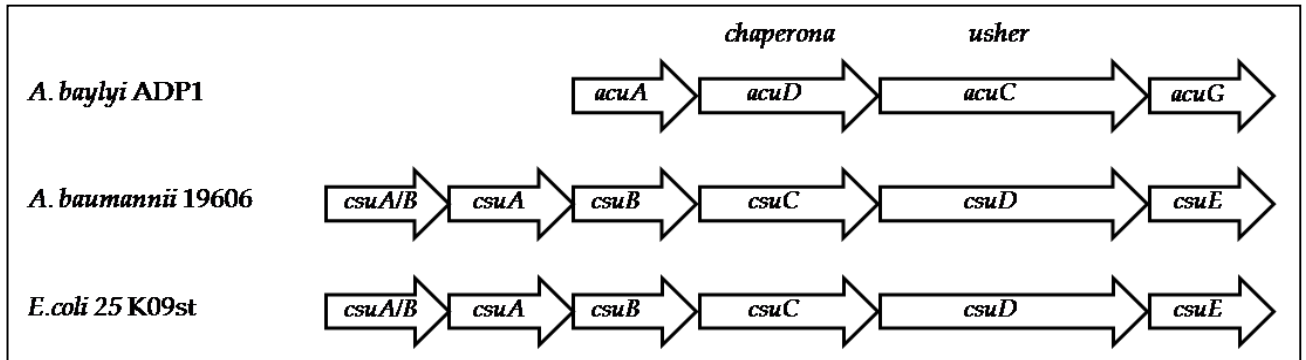 chaperona usher
A. baylyi ADP1 acuA acuD acuC acuG
A. baumannii 19606 csuA/B csuA csuB csuC csuD csuE
E.coli 25 K09st csuA/B csuA csuB csuC csuD csuE